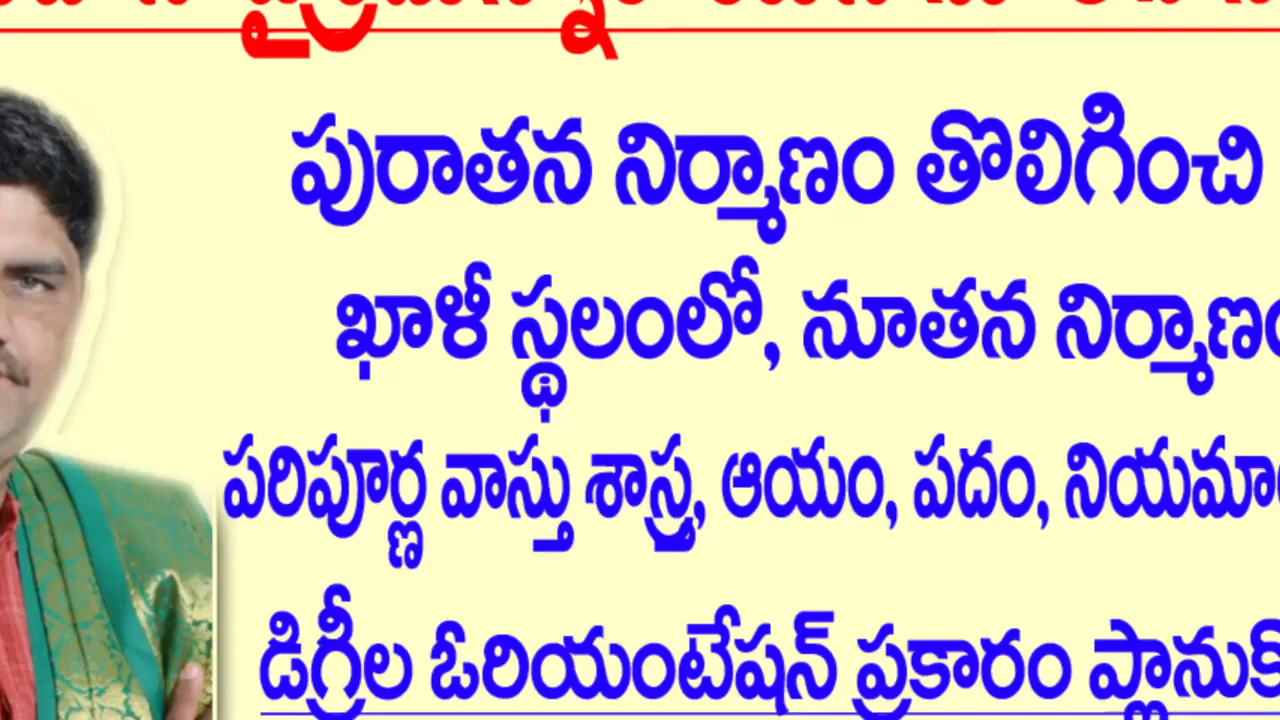 పురాతన నిర్మాణం తొలిగించి
ఖాళీ స్థలంలో, నూతన నిర్మాణం
పరిపూర్ణ వాస్తు శాస్త్ర, ఆయం, పదం,
డిగ్రీల ఓరియంటేషన్ ప్రకారం